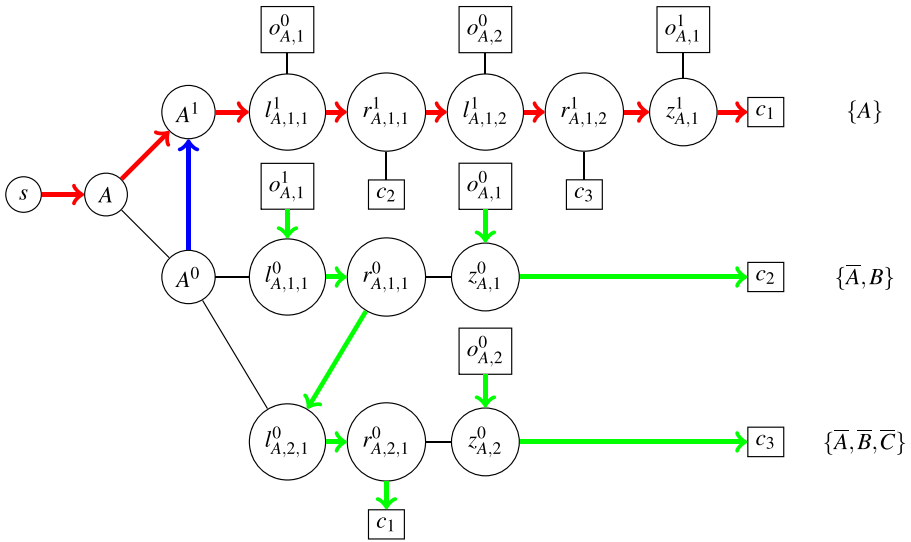 $o^0_{A,1}$ $o^0_{A,2}$ $o^1_{A,1}$
$A^1$ $l^1_{A,1,1}$ $r^1_{A,1,1}$ $l^1_{A,1,2}$ $r^1_{A,1,2}$ $z^1_{A,1}$ $c_1$ $\{A\}$
$s$ $A$ $o^1_{A,1}$ $c_2$ $o^0_{A,1}$ $c_3$
$A^0$ $l^0_{A,1,1}$ $r^0_{A,1,1}$ $z^0_{A,1}$ $c_2$ $\{\overline{A},B\}$
$o^0_{A,2}$
$l^0_{A,2,1}$ $r^0_{A,2,1}$ $z^0_{A,2}$ $c_3$ $\{\overline{A},\overline{B},\overline{C}\}$
$c_1$